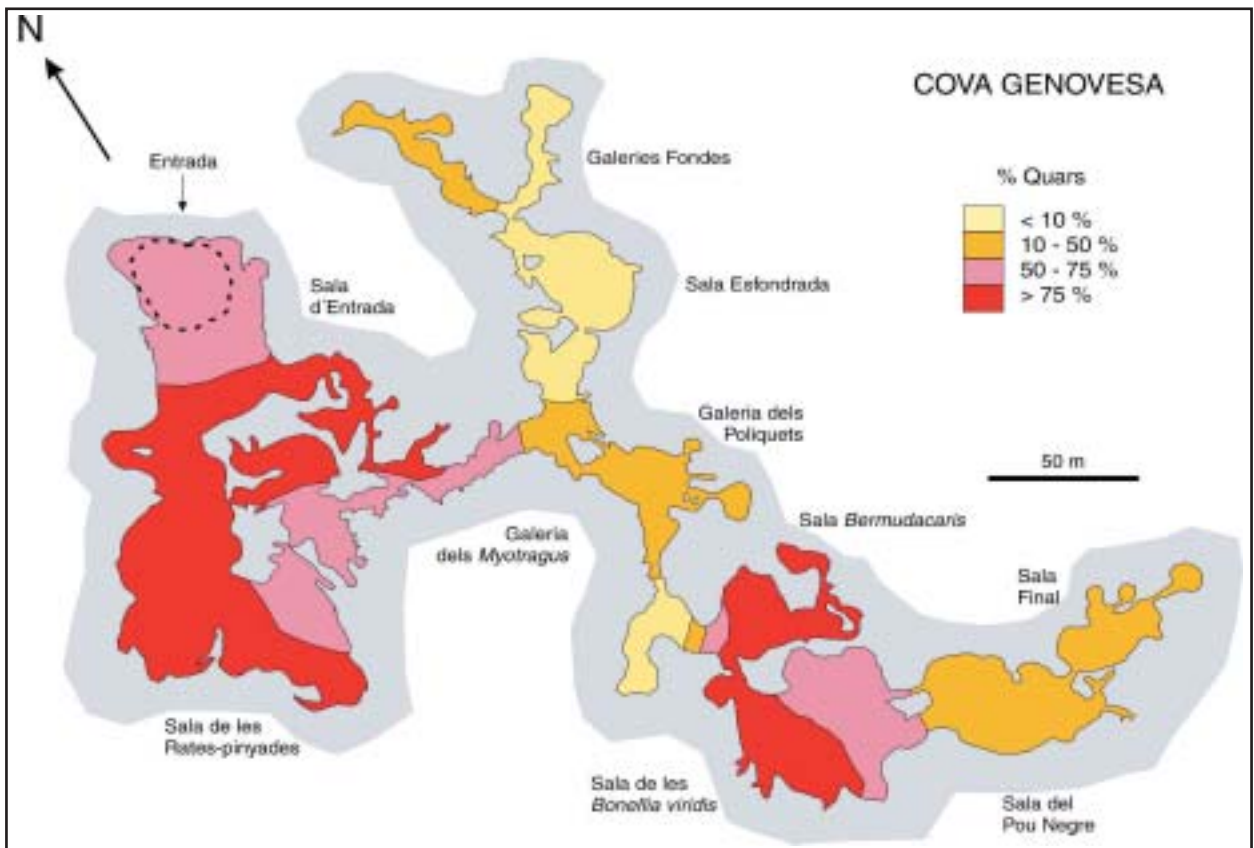 N
COVA GENOVESA
Entrada
Galeries Fondes
% Quars
< 10 %
10 - 50 %
50 - 75 %
> 75 %
Sala
d´Entrada
Sala Esfondrada
Galeria dels
Poliquets
50 m
Galeria
dels Myotragus
Sala Bermudacaris
Sala
Final
Sala de les
Rates-pinyades
Sala de les
Bonellia viridis
Sala del
Pou Negre